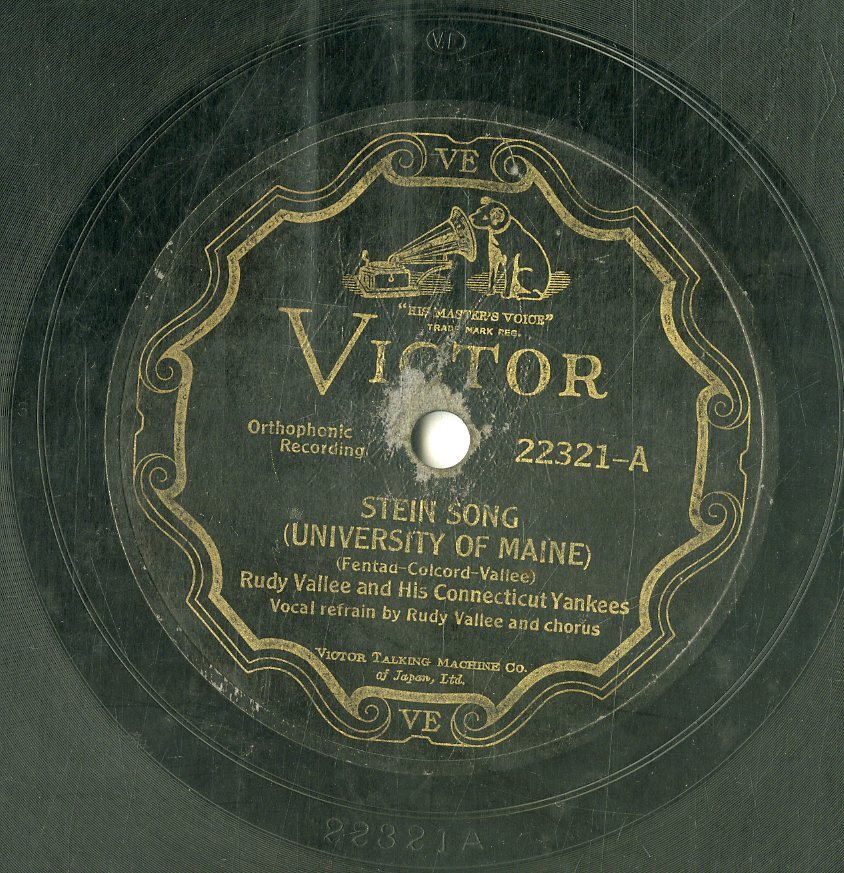 V.I
VE
"HIS MASTER'S VOICE"
TRADE MARK REG.
VICTOR
Orthophonic
Recording
22321-A
STEIN SONG
(UNIVERSITY OF MAINE)
(Fentad-Colcord-Vallee)
Rudy Vallee and His Connecticut Yankees
Vocal refrain by Rudy Vallee and chorus
VICTOR TALKING MACHINE CO.
of Japan, Ltd.
VE
22321A